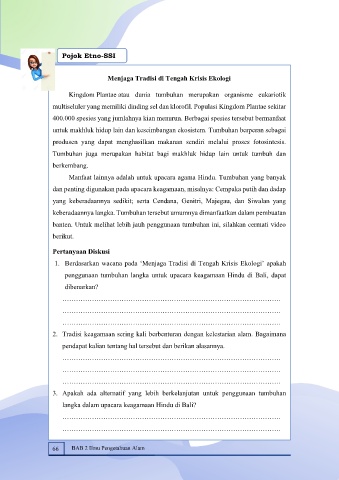 Pojok Etno-SSI
Menjaga Tradisi di Tengah Krisis Ekologi
Kingdom Plantae atau dunia tumbuhan merupakan organisme eukariotik
multiseluler yang memiliki dinding sel dan klorofil. Populasi Kingdom Plantae sekitar
400.000 spesies yang jumlahnya kian menurun. Berbagai spesies tersebut bermanfaat
untuk makhluk hidup lain dan keseimbangan ekosistem. Tumbuhan berperan sebagai
produsen yang dapat menghasilkan makanan sendiri melalui proses fotosintesis.
Tumbuhan juga merupakan habitat bagi makhluk hidup lain untuk tumbuh dan
berkembang.
Manfaat lainnya adalah untuk upacara agama Hindu. Tumbuhan yang banyak
dan penting digunakan pada upacara keagamaan, misalnya: Cempaka putih dan dadap
yang keberadaannya sedikit; serta Cendana, Genitri, Majegau, dan Siwalan yang
keberadaannya langka. Tumbuhan tersebut umumnya dimanfaatkan dalam pembuatan
banten. Untuk melihat lebih jauh penggunaan tumbuhan ini, silahkan cermati video
berikut.
Pertanyaan Diskusi
1. Berdasarkan wacana pada "Menjaga Tradisi di Tengah Krisis Ekologi" apakah
penggunaan tumbuhan langka untuk upacara keagamaan Hindu di Bali, dapat
dibenarkan?
2. Tradisi keagamaan sering kali berbenturan dengan kelestarian alam. Bagaimana
pendapat kalian tentang hal tersebut dan berikan alasannya.
3. Apakah ada alternatif yang lebih berkelanjutan untuk penggunaan tumbuhan
langka dalam upacara keagamaan Hindu di Bali?
66 BAB 2 Ilmu Pengetahuan Alam